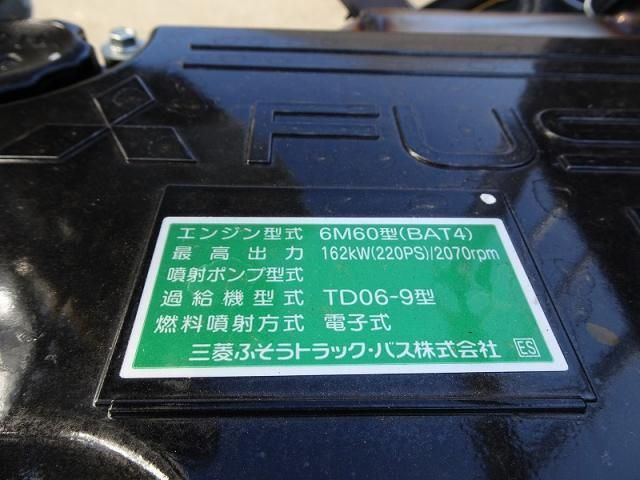 FUS
エンジン型式 6M60型(BAT4)
最高出力 162kW(220PS)/2070rpm
噴射ポンプ型式
過給機型式 TD06-9型
燃料噴射方式 電子式
三菱ふそうトラック・バス株式会社 ES